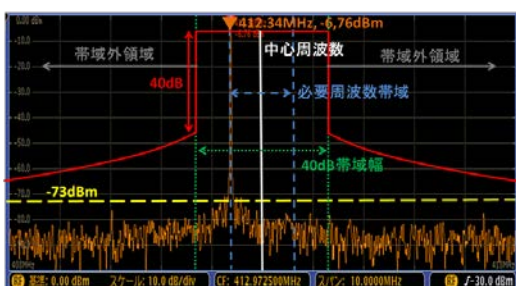 0.00 dBm
412.34MHz, -6,76dBm
-10.0
中心周波数
帯域外領域
帯域外領域
-20.0
40dB
必要周波数帯域
-30.0
-40.0
-50.0
40dB帯域幅
-60.0
-73dBm
-70.0
-80.0
RF 基準: 0.00 dBm スケール: 10.0 dB/div CF: 412.972500MHz スパン: 10.0000MHz RF -30.0 dBm